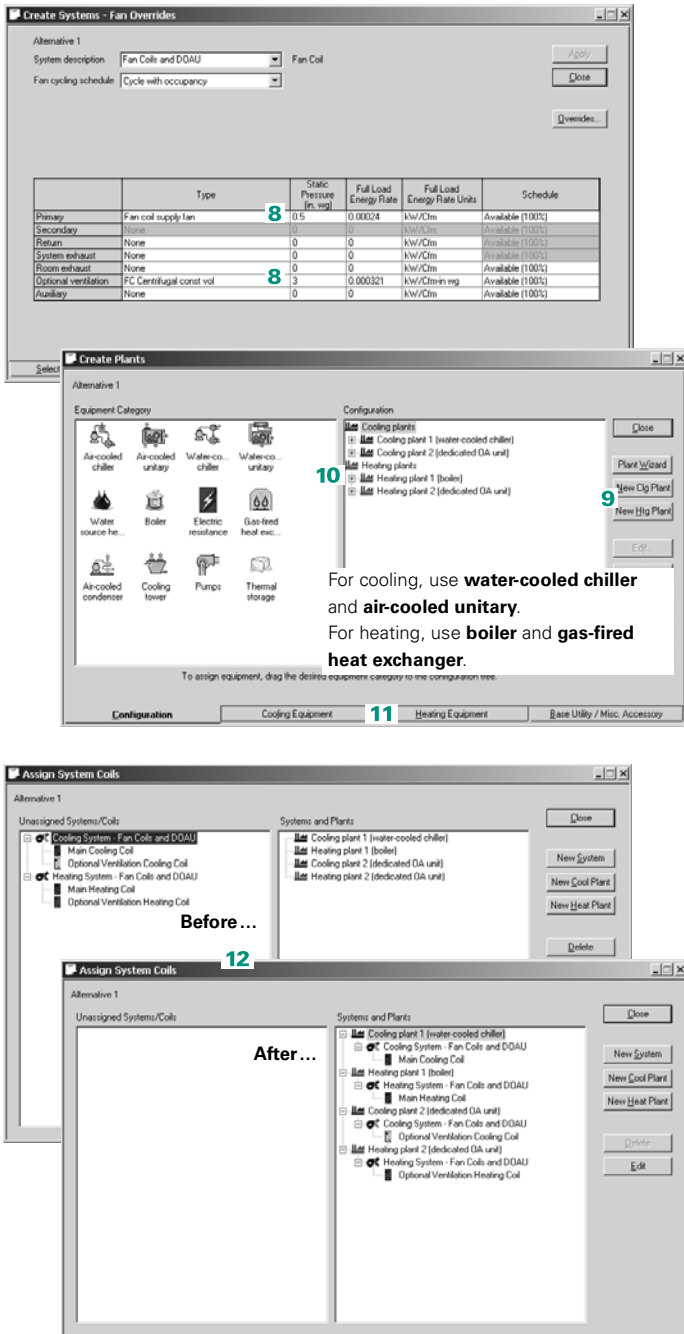 Create Systems - Fan Overrides
Alternative 1
System description Fan Coils and DOAU Fan Coil
Fan cycling schedule Cycle with occupancy
Apply
Close
Overrides...
Type Static Pressure (in. wg) Full Load Energy Rate Full Load Energy Rate Units Schedule
Primary Fan coil supply fan 8 0.5 0.00024 kW/Cfm Available (100%)
Secondary None 0 0 kW/Cfm Available (100%)
Return None 0 0 kW/Cfm Available (100%)
System exhaust None 0 0 kW/Cfm Available (100%)
Room exhaust None 0 0 kW/Cfm Available (100%)
Optional ventilation FC Centrifugal const vol 8 3 0.000321 kW/Cfm-in wg Available (100%)
Auxiliary None 0 0 kW/Cfm Available (100%)
Select
Create Plants
Alternative 1
Equipment Category
Air-cooled chiller
Air-cooled unitary
Water-co... chiller
Water-co... unitary
Water source he...
Boiler
Electric resistance
Gas-fired heat exc...
Air-cooled condenser
Cooling tower
Pumps
Thermal storage
Configuration
Cooling plants
Cooling plant 1 (water-cooled chiller)
Cooling plant 2 (dedicated OA unit)
10 Heating plants
Heating plant 1 (boiler)
Heating plant 2 (dedicated OA unit)
Close
Plant Wizard
New Clg Plant
9
New Htg Plant
Edit...
For cooling, use water-cooled chiller
and air-cooled unitary.
For heating, use boiler and gas-fired
heat exchanger.
To assign equipment, drag the desired equipment category to the configuration tree.
Configuration Cooling Equipment 11 Heating Equipment Base Utility / Misc. Accessory
Assign System Coils
Alternative 1
Unassigned Systems/Coils
Cooling System - Fan Coils and DOAU
Main Cooling Coil
Optional Ventilation Cooling Coil
Heating System - Fan Coils and DOAU
Main Heating Coil
Optional Ventilation Heating Coil
Before...
Systems and Plants
Cooling plant 1 (water-cooled chiller)
Heating plant 1 (boiler)
Cooling plant 2 (dedicated OA unit)
Heating plant 2 (dedicated OA unit)
Close
New System
New Cool Plant
New Heat Plant
Delete
12
Assign System Coils
Alternative 1
Unassigned Systems/Coils
After...
Systems and Plants
Cooling plant 1 (water-cooled chiller)
Cooling System - Fan Coils and DOAU
Main Cooling Coil
Heating plant 1 (boiler)
Heating System - Fan Coils and DOAU
Main Heating Coil
Cooling plant 2 (dedicated OA unit)
Cooling System - Fan Coils and DOAU
Optional Ventilation Cooling Coil
Heating plant 2 (dedicated OA unit)
Heating System - Fan Coils and DOAU
Optional Ventilation Heating Coil
Close
New System
New Cool Plant
New Heat Plant
Delete
Edit